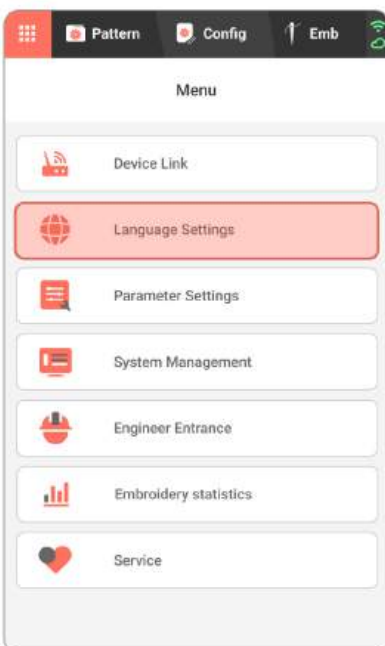 Pattern Config Emb
Menu
Device Link
Language Settings
Parameter Settings
System Management
Engineer Entrance
Embroidery statistics
Service